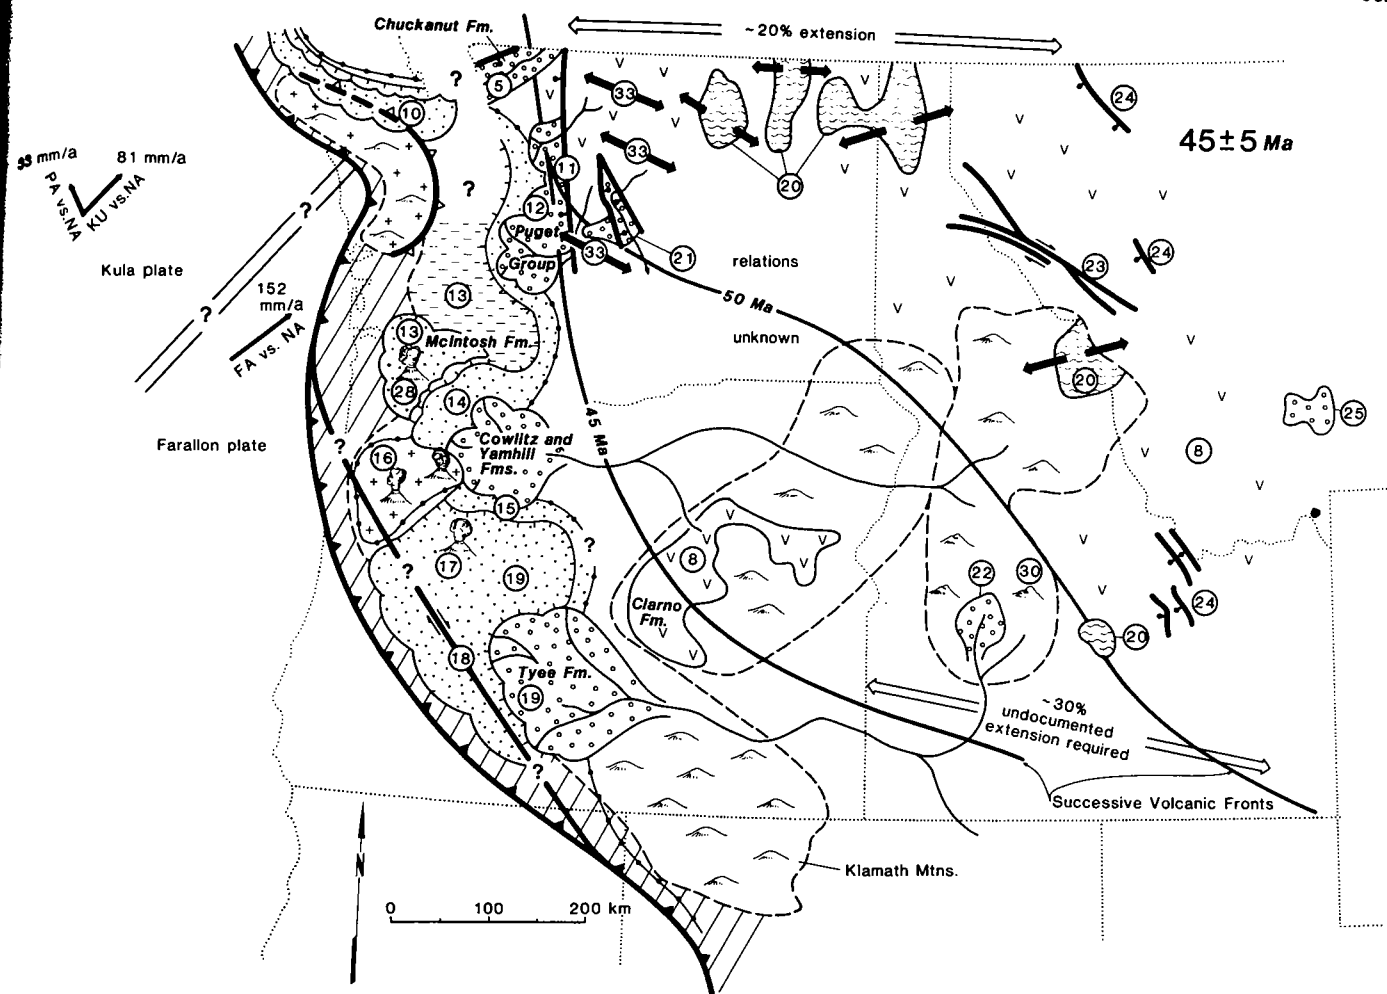 Chuckanut Fm.
~20% extension
?
5
33
24
10
45±5 Ma
mm/a
81 mm/a
PA vs. NA
KU vs. NA
33
11
20
?
?
12
Puget
Group
33
21
relations
23
24
Kula plate
?
152
mm/a
FA vs. NA
13
50 Ma
unknown
13
McIntosh Fm.
20
28
14
25
Farallon plate
?
45 Ma
Cowlitz and
Yamhill
Fms.
16
8
15
?
8
17
?
19
22
30
Clarno
Fm.
24
20
18
Tyee Fm.
19
~30%
undocumented
extension required
?
Successive Volcanic Fronts
N
Klamath Mtns.
0 100 200 km